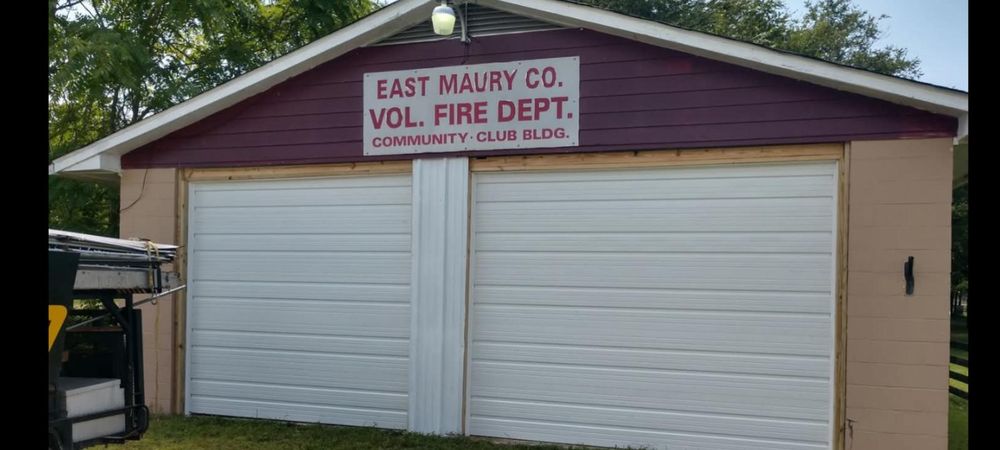 EAST MAURY CO.
VOL. FIRE DEPT.
COMMUNITY · CLUB BLDG.